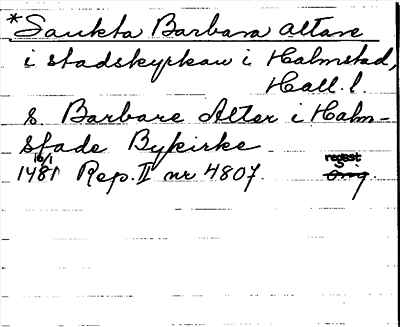 *Sankta Barbara altare
i stadskyrkan i Halmstad,
Hall. l.
S. Barbare Alter i Halm-
stade Bykirke
16/1
1481 Rep. II nr 4807. regest
orig